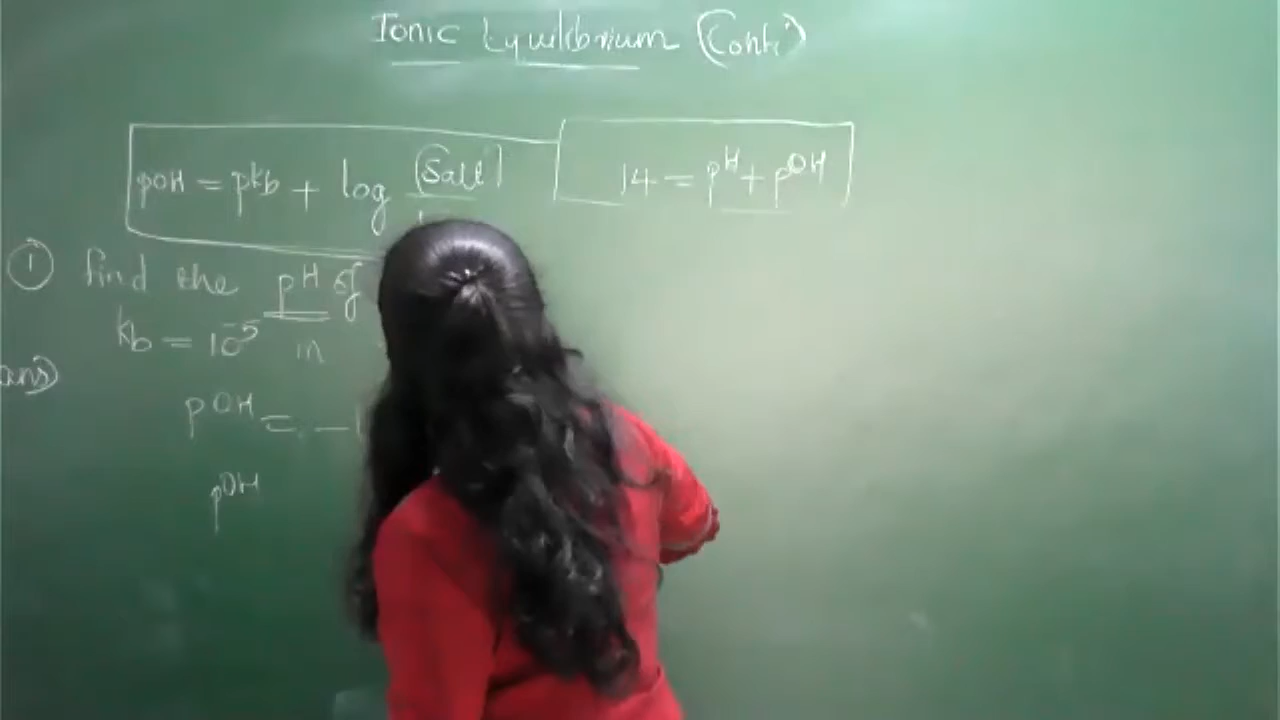 Ionic Equilibrium (Conti)
pOH = pKb + log [Salt]
14 = pH + pOH
① find the pH of
kb = 10⁻⁵ in
ans)
pOH = -
pOH